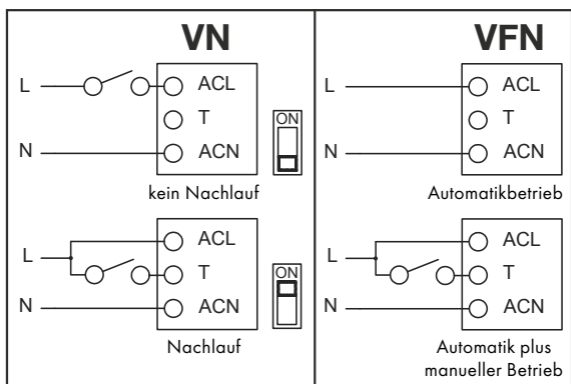 VN
L ACL
T
ON
N ACN
kein Nachlauf
ACL
L
T
ON
N ACN
Nachlauf
VFN
L ACL
T
N ACN
Automatikbetrieb
ACL
L
T
N ACN
Automatik plus
manueller Betrieb